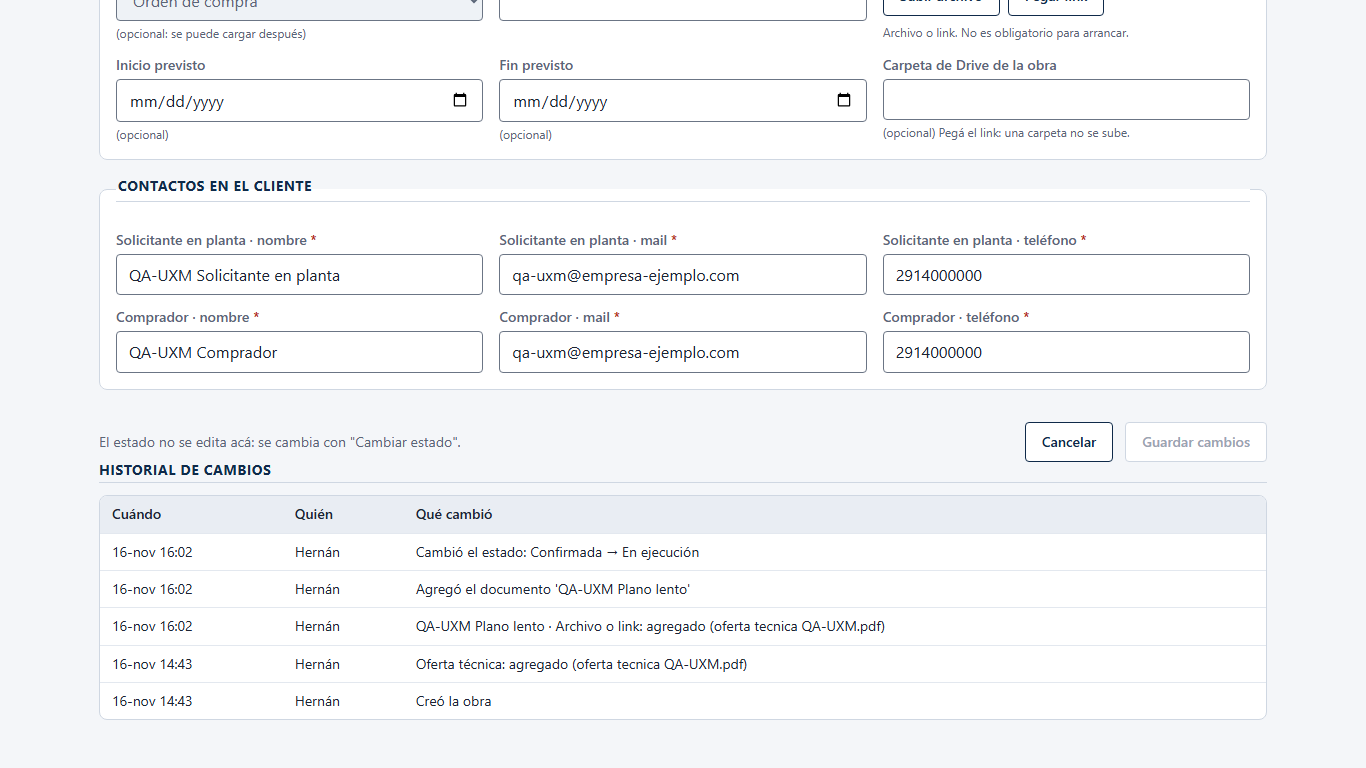 Orden de compra
Subir archivo Pegar link
(opcional: se puede cargar después)
Archivo o link. No es obligatorio para arrancar.
Inicio previsto Fin previsto Carpeta de Drive de la obra
mm/dd/yyyy mm/dd/yyyy
(opcional) (opcional) (opcional) Pegá el link: una carpeta no se sube.
CONTACTOS EN EL CLIENTE
Solicitante en planta · nombre * Solicitante en planta · mail * Solicitante en planta · teléfono *
QA-UXM Solicitante en planta qa-uxm@empresa-ejemplo.com 2914000000
Comprador · nombre * Comprador · mail * Comprador · teléfono *
QA-UXM Comprador qa-uxm@empresa-ejemplo.com 2914000000
El estado no se edita acá: se cambia con "Cambiar estado". Cancelar Guardar cambios
HISTORIAL DE CAMBIOS
Cuándo Quién Qué cambió
16-nov 16:02 Hernán Cambió el estado: Confirmada → En ejecución
16-nov 16:02 Hernán Agregó el documento 'QA-UXM Plano lento'
16-nov 16:02 Hernán QA-UXM Plano lento · Archivo o link: agregado (oferta tecnica QA-UXM.pdf)
16-nov 14:43 Hernán Oferta técnica: agregado (oferta tecnica QA-UXM.pdf)
16-nov 14:43 Hernán Creó la obra